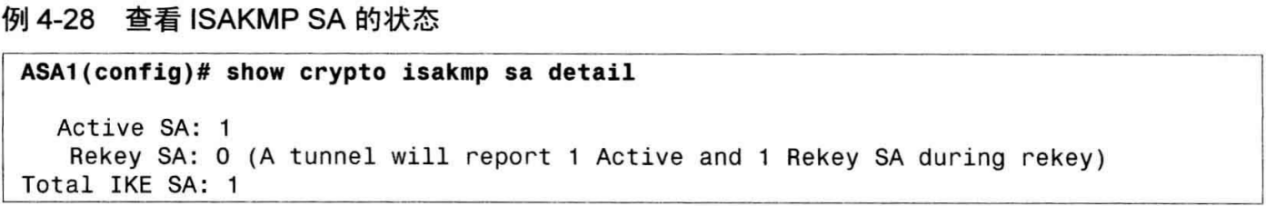 例 4-28 查看 ISAKMP SA 的状态
ASA1(config)# show crypto isakmp sa detail
Active SA: 1
Rekey SA: 0 (A tunnel will report 1 Active and 1 Rekey SA during rekey)
Total IKE SA: 1